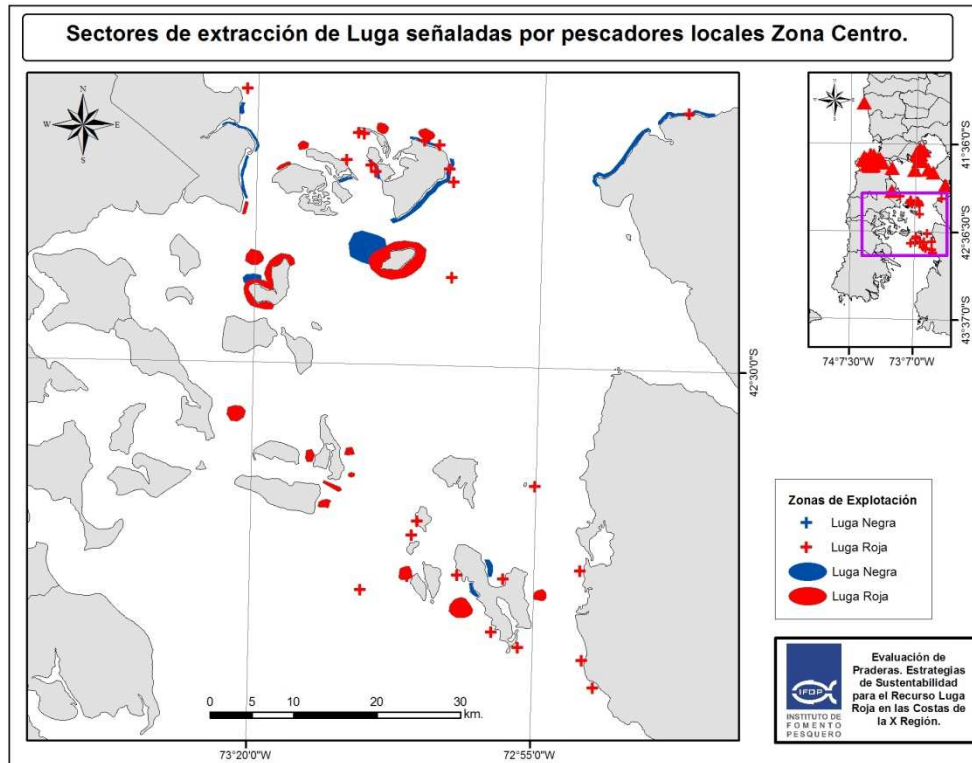 Sectores de extracción de Luga señaladas por pescadores locales Zona Centro.
N
W E
S
42°30'0"S
73°20'0"W
72°55'0"W
0 5 10 20 30
km.
41°36'0"S
42°36'30"S
43°37'0"S
74°7'30"W
73°7'0"W
Zonas de Explotación
Luga Negra
Luga Roja
Luga Negra
Luga Roja
IFOP
INSTITUTO DE
FOMENTO
PESQUERO
Evaluación de
Praderas. Estrategias
de Sustentabilidad
para el Recurso Luga
Roja en las Costas de
la X Región.